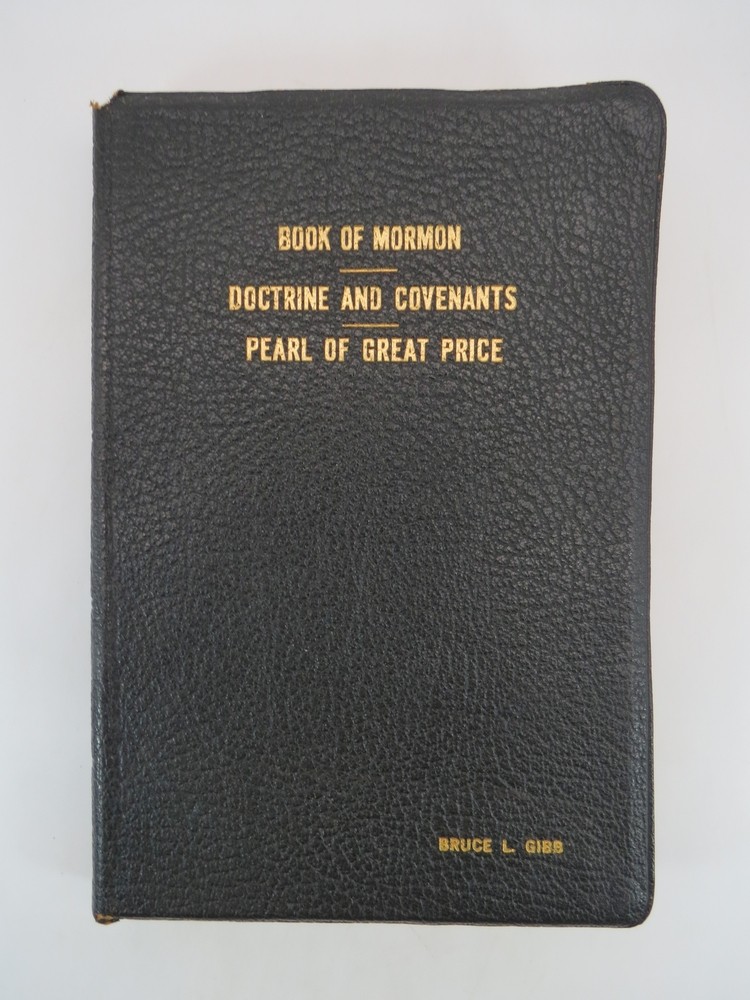 BOOK OF MORMON
DOCTRINE AND COVENANTS
PEARL OF GREAT PRICE
BRUCE L. GIBB